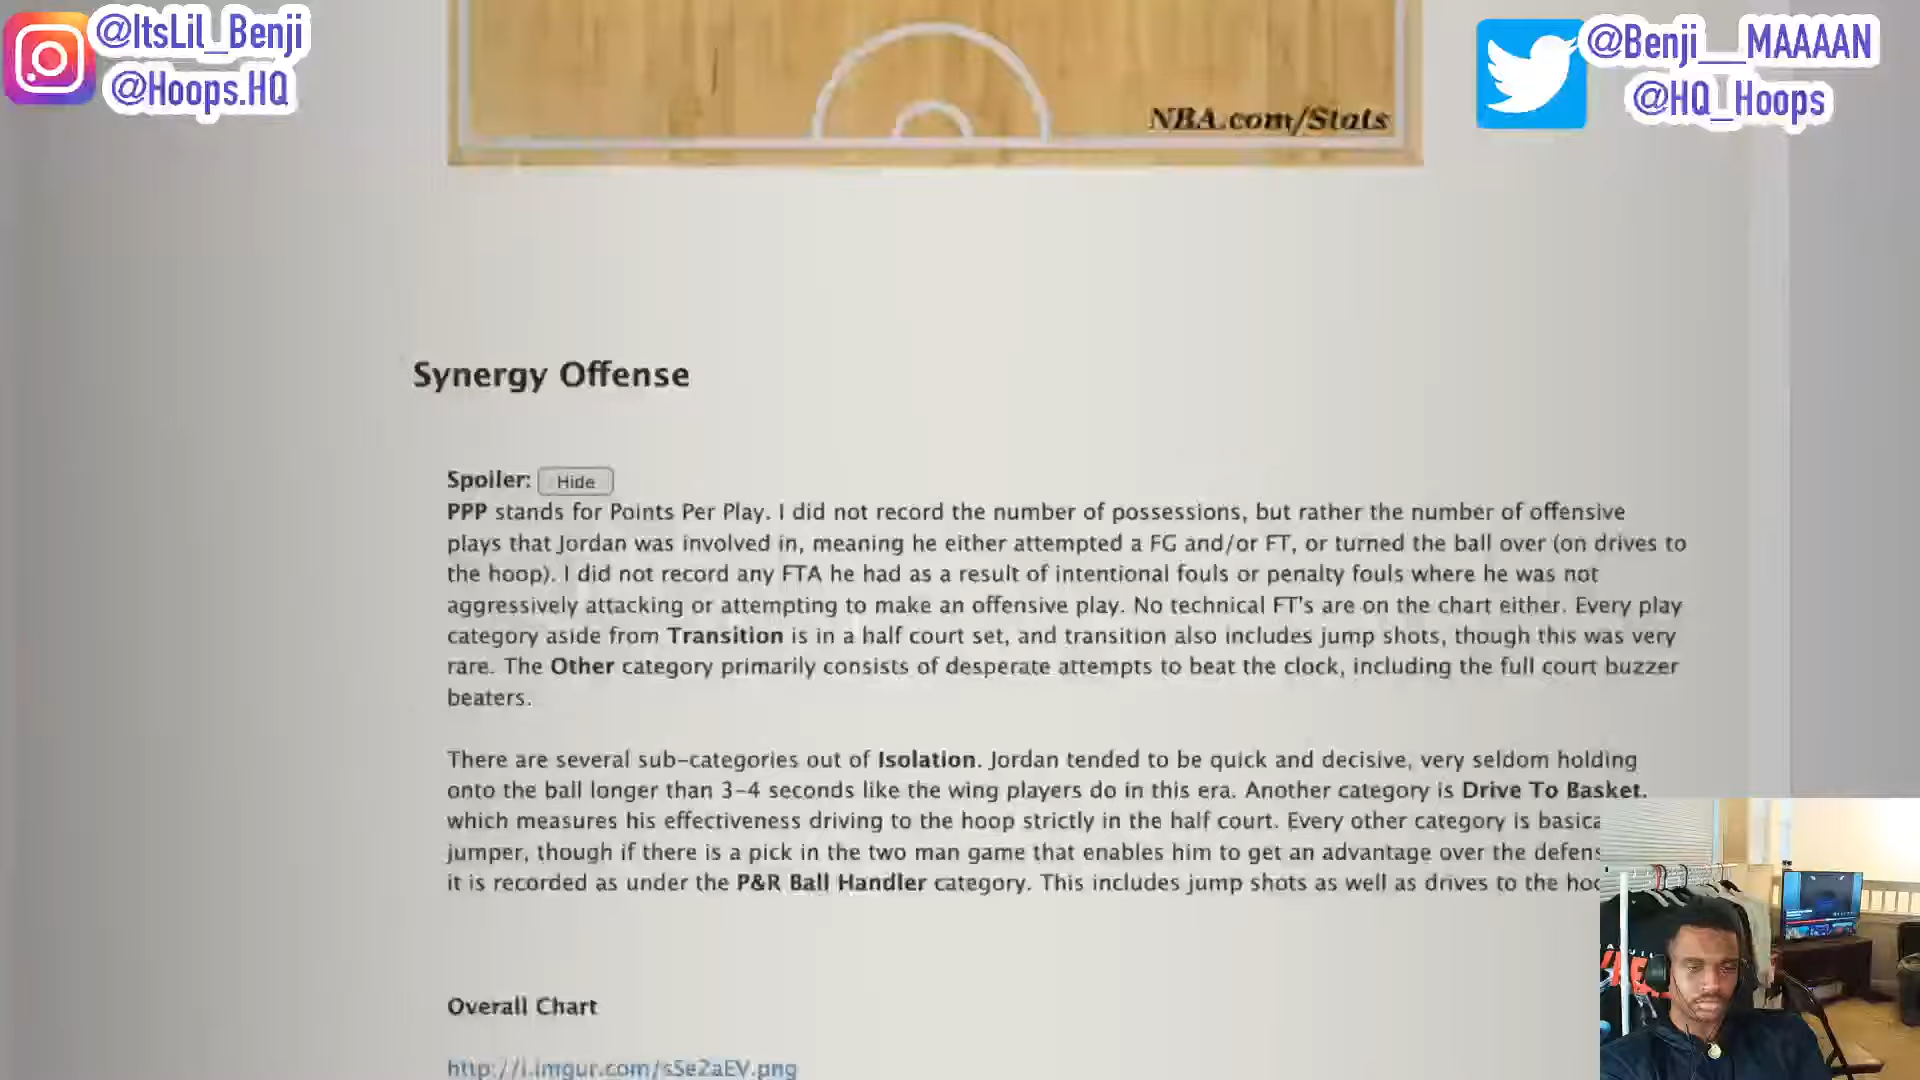 @ItsLil_Benji
@Hoops.HQ
@Benji__MAAAAN
@HQ_Hoops
NBA.com/Stats
Synergy Offense
Spoiler: Hide
PPP stands for Points Per Play. I did not record the number of possessions, but rather the number of offensive
plays that Jordan was involved in, meaning he either attempted a FG and/or FT, or turned the ball over (on drives to
the hoop). I did not record any FTA he had as a result of intentional fouls or penalty fouls where he was not
aggressively attacking or attempting to make an offensive play. No technical FT's are on the chart either. Every play
category aside from Transition is in a half court set, and transition also includes jump shots, though this was very
rare. The Other category primarily consists of desperate attempts to beat the clock, including the full court buzzer
beaters.
There are several sub-categories out of Isolation. Jordan tended to be quick and decisive, very seldom holding
onto the ball longer than 3-4 seconds like the wing players do in this era. Another category is Drive To Basket.
which measures his effectiveness driving to the hoop strictly in the half court. Every other category is basica
jumper, though if there is a pick in the two man game that enables him to get an advantage over the defens
it is recorded as under the P&R Ball Handler category. This includes jump shots as well as drives to the hoo
Overall Chart
http://i.imgur.com/sSe2aEV.png